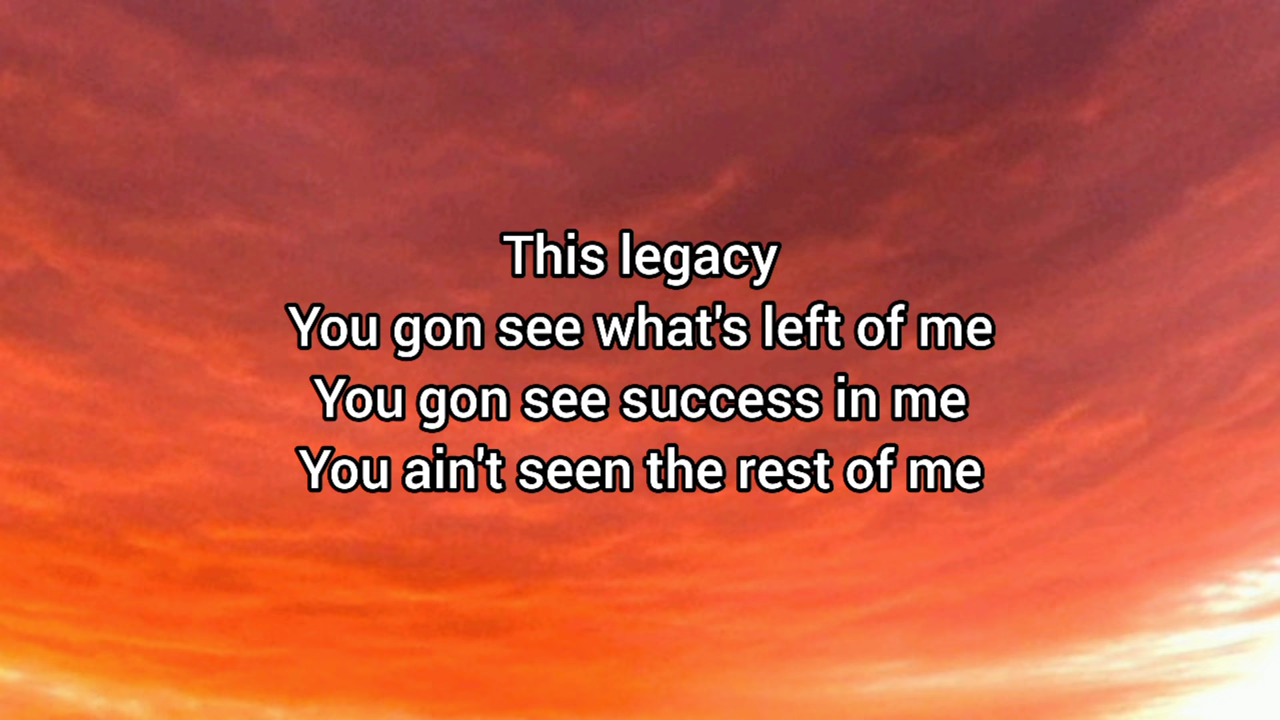 This legacy
You gon see what's left of me
You gon see success in me
You ain't seen the rest of me